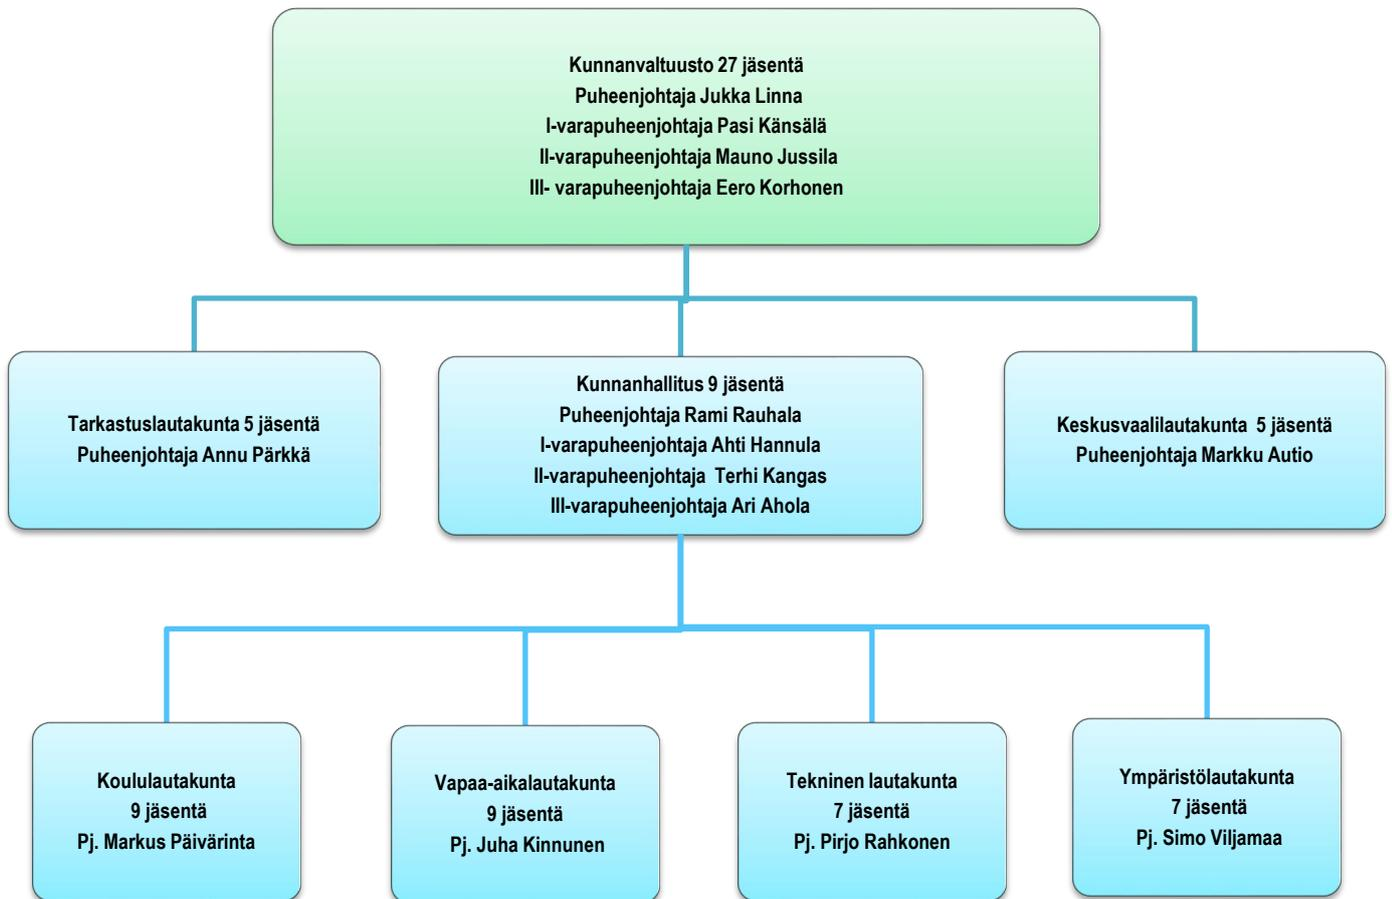 Kunnanvaltuusto 27 jäsentä
Puheenjohtaja Jukka Linna
I-varapuheenjohtaja Pasi Känsälä
II-varapuheenjohtaja Mauno Jussila
III- varapuheenjohtaja Eero Korhonen
Tarkastuslautakunta 5 jäsentä
Puheenjohtaja Annu Pärkkä
Kunnanhallitus 9 jäsentä
Puheenjohtaja Rami Rauhala
I-varapuheenjohtaja Ahti Hannula
II-varapuheenjohtaja Terhi Kangas
III-varapuheenjohtaja Ari Ahola
Keskusvaalilautakunta 5 jäsentä
Puheenjohtaja Markku Autio
Koululautakunta
9 jäsentä
Pj. Markus Päivärinta
Vapaa-aikalautakunta
9 jäsentä
Pj. Juha Kinnunen
Tekninen lautakunta
7 jäsentä
Pj. Pirjo Rahkonen
Ympäristölautakunta
7 jäsentä
Pj. Simo Viljamaa